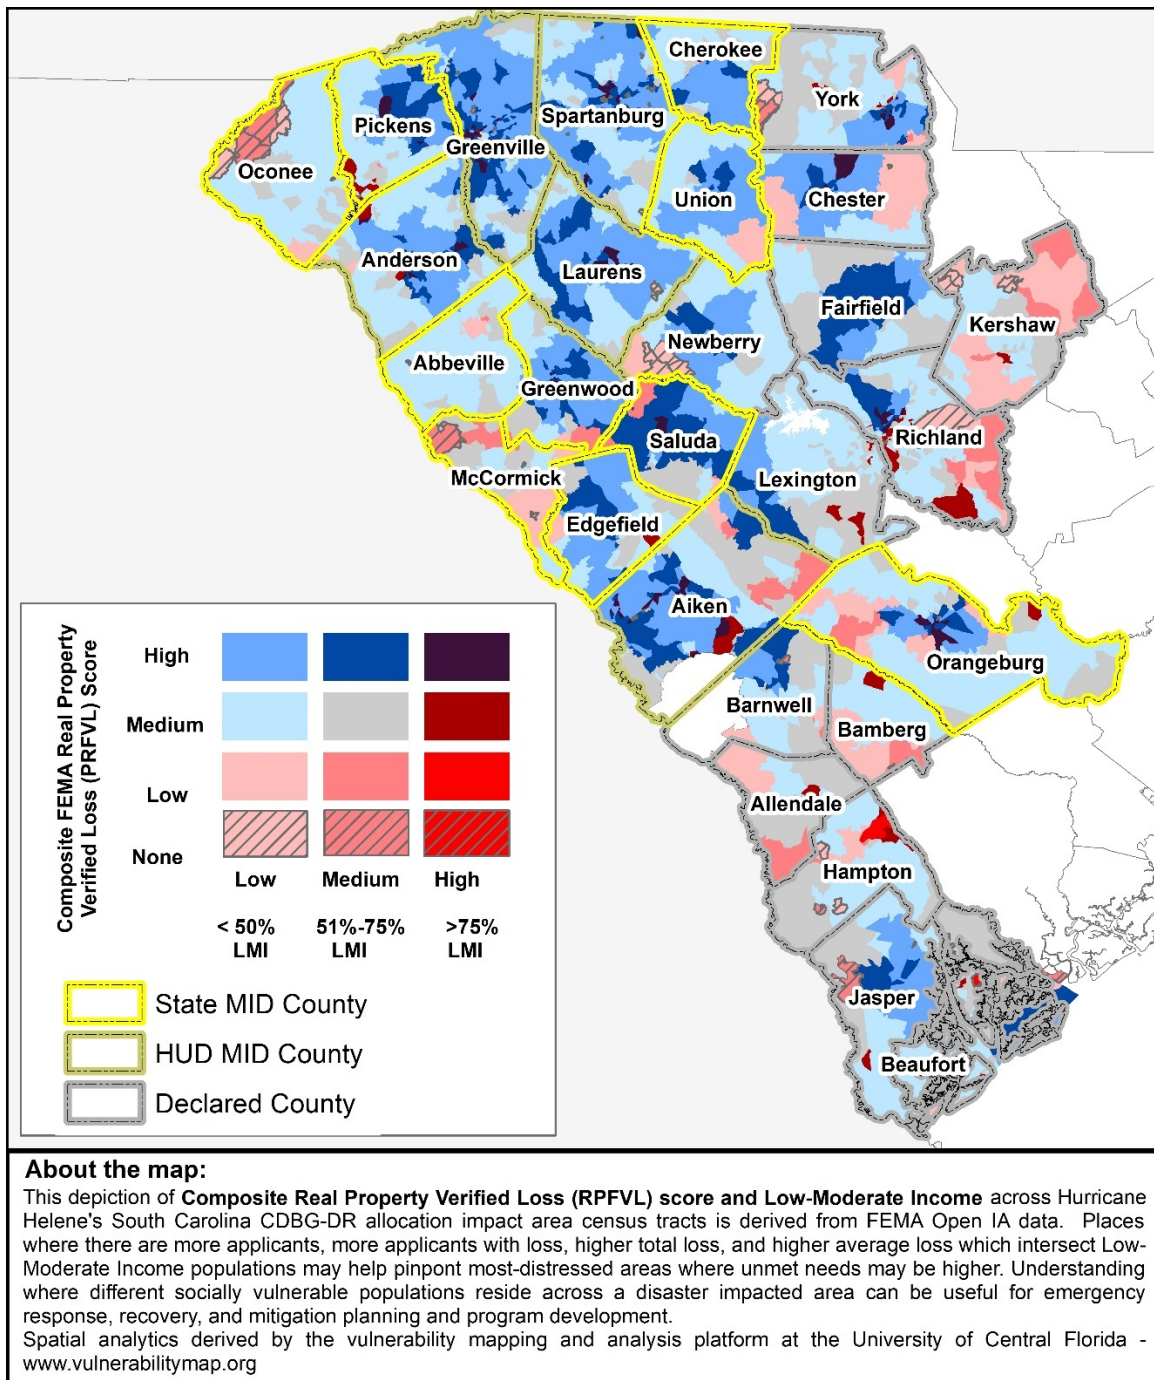 Cherokee
York
Spartanburg
Pickens
Greenville
Oconee
Union
Chester
Anderson
Laurens
Fairfield
Kershaw
Newberry
Abbeville
Greenwood
Saluda
Richland
McCormick
Lexington
Edgefield
Aiken
Orangeburg
Barnwell
Bamberg
Allendale
Hampton
Jasper
Beaufort
Composite FEMA Real Property
Verified Loss (PRFVL) Score
High
Medium
Low
None
Low Medium High
< 50% 51%-75% >75%
LMI LMI LMI
State MID County
HUD MID County
Declared County
About the map:
This depiction of Composite Real Property Verified Loss (RPFVL) score and Low-Moderate Income across Hurricane
Helene's South Carolina CDBG-DR allocation impact area census tracts is derived from FEMA Open IA data. Places
where there are more applicants, more applicants with loss, higher total loss, and higher average loss which intersect Low-
Moderate Income populations may help pinpont most-distressed areas where unmet needs may be higher. Understanding
where different socially vulnerable populations reside across a disaster impacted area can be useful for emergency
response, recovery, and mitigation planning and program development.
Spatial analytics derived by the vulnerability mapping and analysis platform at the University of Central Florida -
www.vulnerabilitymap.org